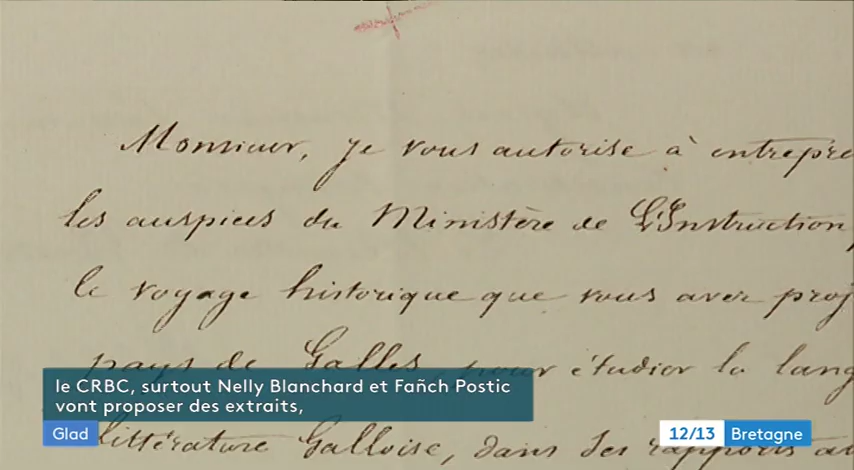 Monsieur, je vous autorise à entrepre
les auspices du Ministère de L'Instruction,
le voyage historique que vous avez proj
pays de Galles, pour étudier la lang
littérature Galloise, dans ses rapports av
le CRBC, surtout Nelly Blanchard et Fañch Postic
vont proposer des extraits,
Glad
12/13 Bretagne